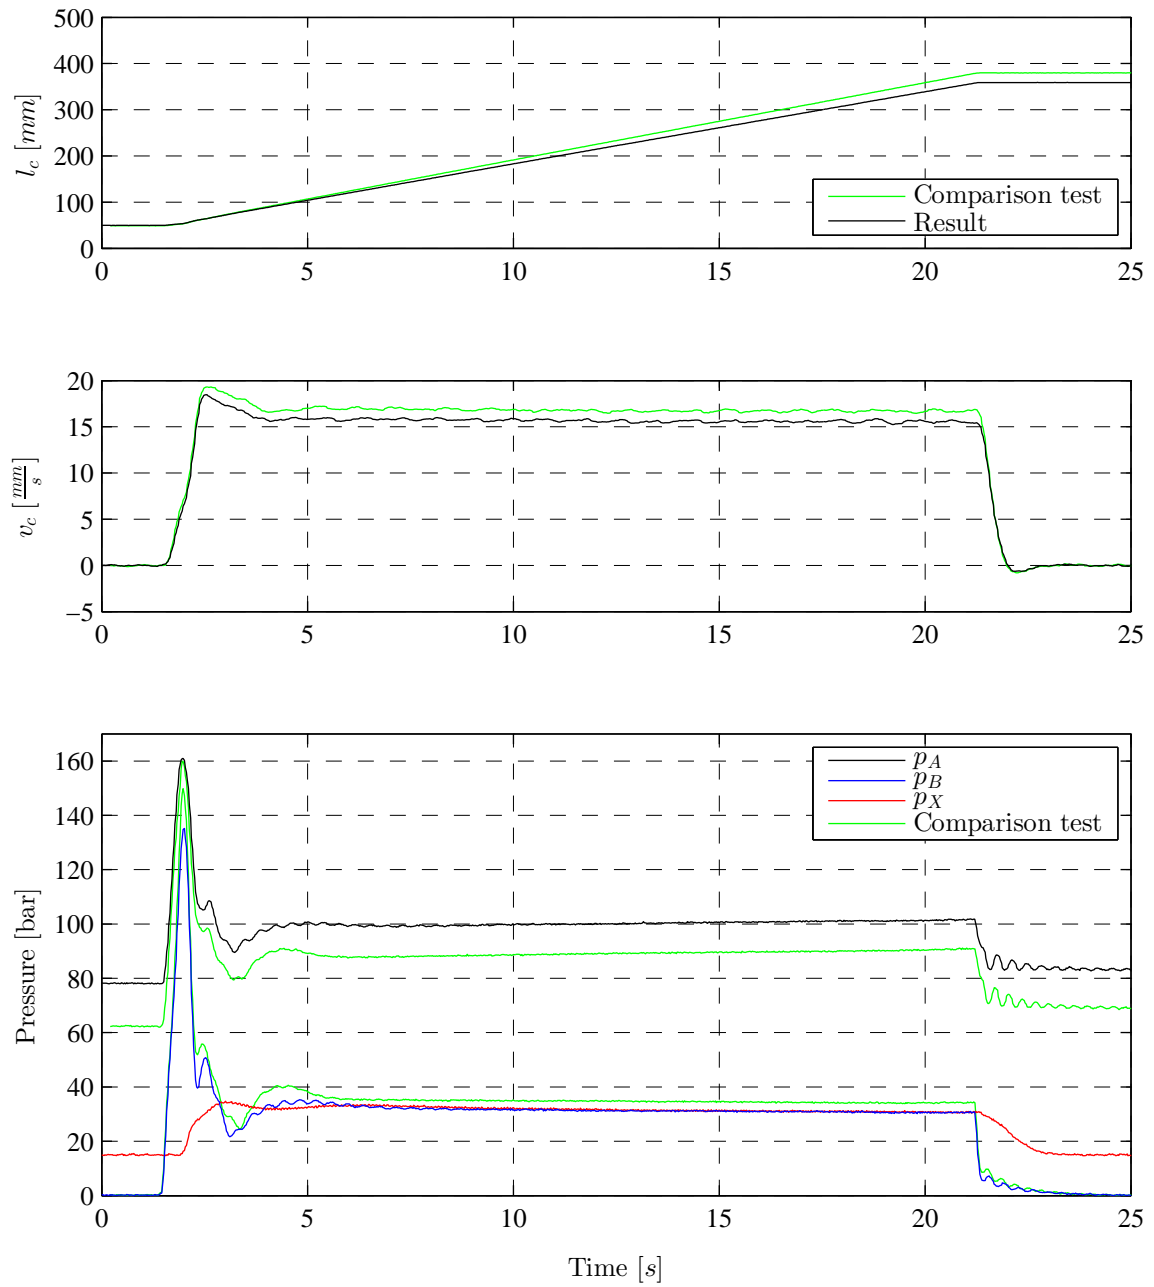 500
400
300
200
100
0
l_c [mm]
Comparison test
Result
0 5 10 15 20 25
20
15
10
5
0
−5
v_c [mm/s]
0 5 10 15 20 25
160
140
120
100
80
60
40
20
0
Pressure [bar]
p_A
p_B
p_X
Comparison test
0 5 10 15 20 25
Time [s]